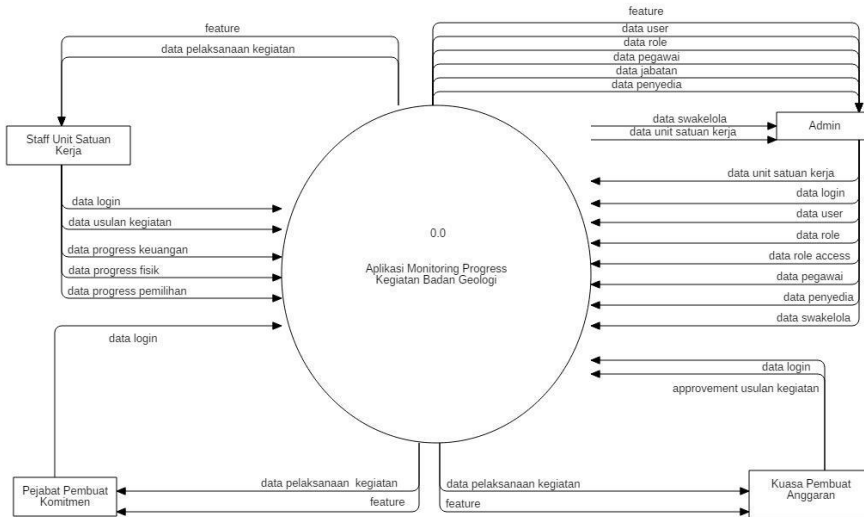 feature
data pelaksanaan kegiatan
feature
data user
data role
data pegawai
data jabatan
data penyedia
Staff Unit Satuan
Kerja
data swakelola
data unit satuan kerja
Admin
data login
data usulan kegiatan
data progress keuangan
data progress fisik
data progress pemilihan
data login
0.0
Aplikasi Monitoring Progress
Kegiatan Badan Geologi
data unit satuan kerja
data login
data user
data role
data role access
data pegawai
data penyedia
data swakelola
data login
approvement usulan kegiatan
Pejabat Pembuat
Komitmen
data pelaksanaan kegiatan
feature
data pelaksanaan kegiatan
feature
Kuasa Pembuat
Anggaran